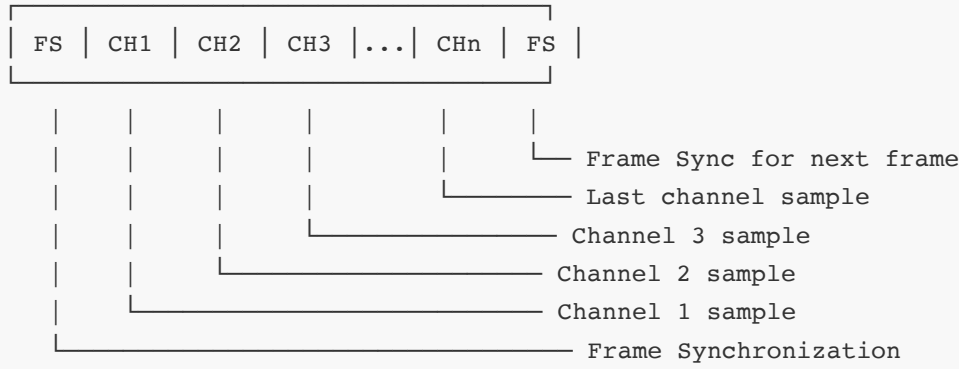 FS | CH1 | CH2 | CH3 |...| CHn | FS |
Frame Sync for next frame
Last channel sample
Channel 3 sample
Channel 2 sample
Channel 1 sample
Frame Synchronization